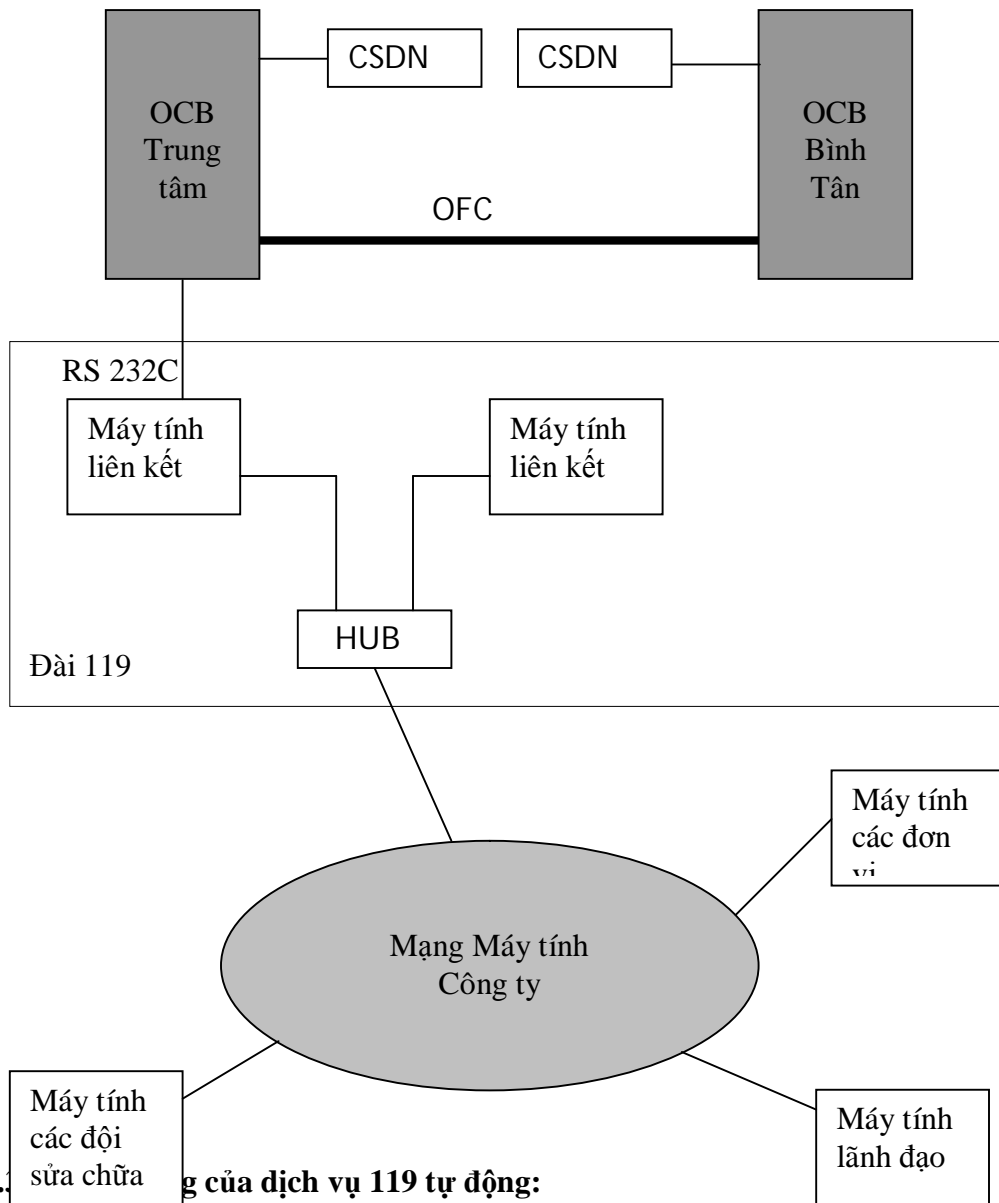 CSDN
CSDN
OCB
Trung
tâm
OCB
Bình
Tân
OFC
RS 232C
Máy tính
liên kết
Máy tính
liên kết
HUB
Đài 119
Máy tính
các đơn
vị
Mạng Máy tính
Công ty
Máy tính
các đội
sửa chữa
Máy tính
lãnh đạo
của dịch vụ 119 tự động: